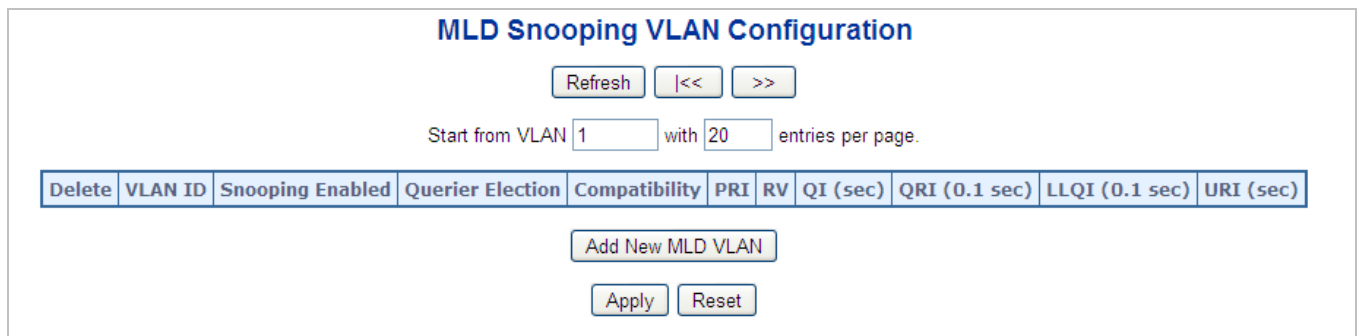 MLD Snooping VLAN Configuration
Refresh |<< >>
Start from VLAN 1 with 20 entries per page.
Delete VLAN ID Snooping Enabled Querier Election Compatibility PRI RV QI (sec) QRI (0.1 sec) LLQI (0.1 sec) URI (sec)
Add New MLD VLAN
Apply Reset